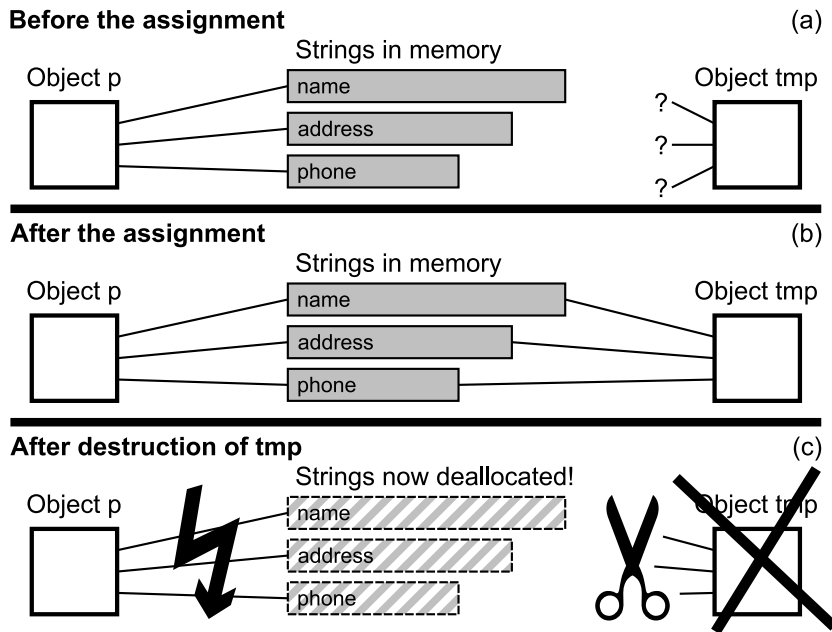 Before the assignment (a)
Strings in memory
Object p
Object tmp
name
address
phone
?
?
?
After the assignment (b)
Strings in memory
Object p
Object tmp
name
address
phone
After destruction of tmp (c)
Strings now deallocated!
Object p
Object tmp
name
address
phone